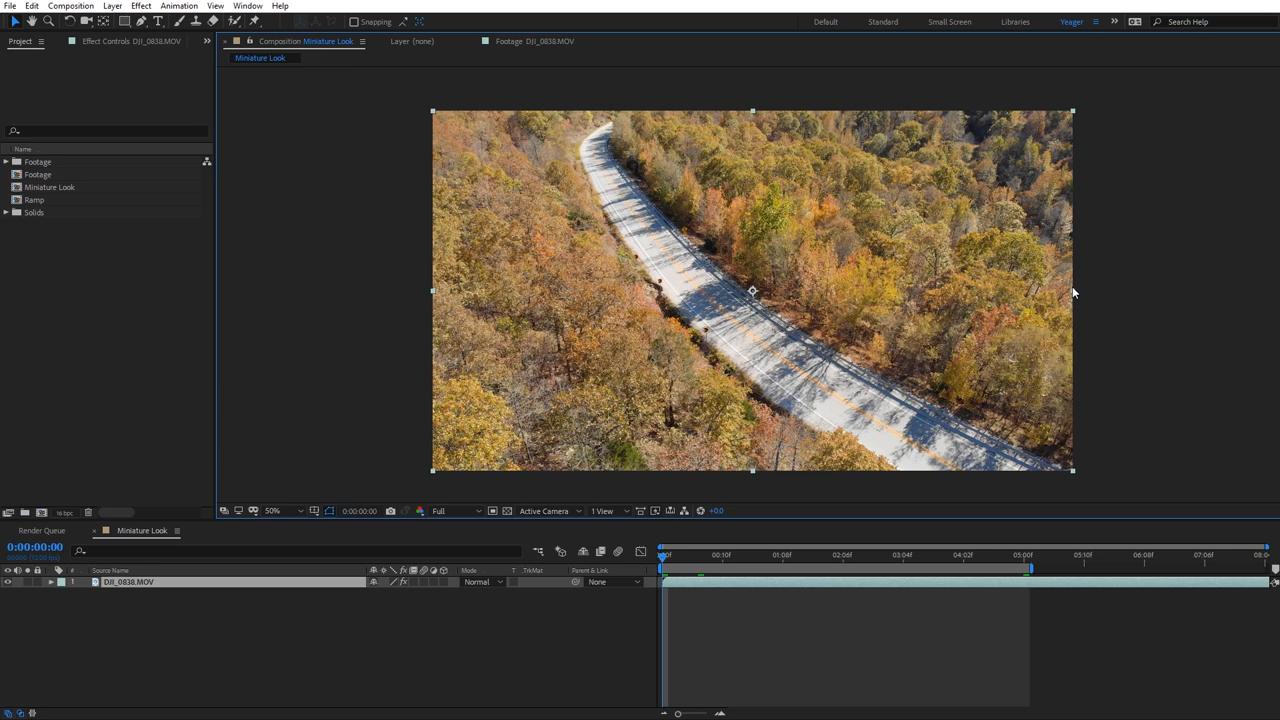 File Edit Composition Layer Effect Animation View Window Help
Snapping Default Standard Small Screen Libraries Yeager Search Help
Project Effect Controls DJI_0838.MOV Composition Miniature Look Layer (none) Footage DJI_0838.MOV
Miniature Look
Name
Footage
Footage
Miniature Look
Ramp
Solids
16 bpc 50% 0:00:00:00 Full Active Camera 1 View +0.0
Render Queue Miniature Look
0:00:00:00
00:10f 01:08f 02:06f 03:04f 04:02f 05:00f 05:10f 06:08f 07:06f
# Source Name Mode T .TrkMat Parent & Link
1 DJI_0838.MOV Normal None